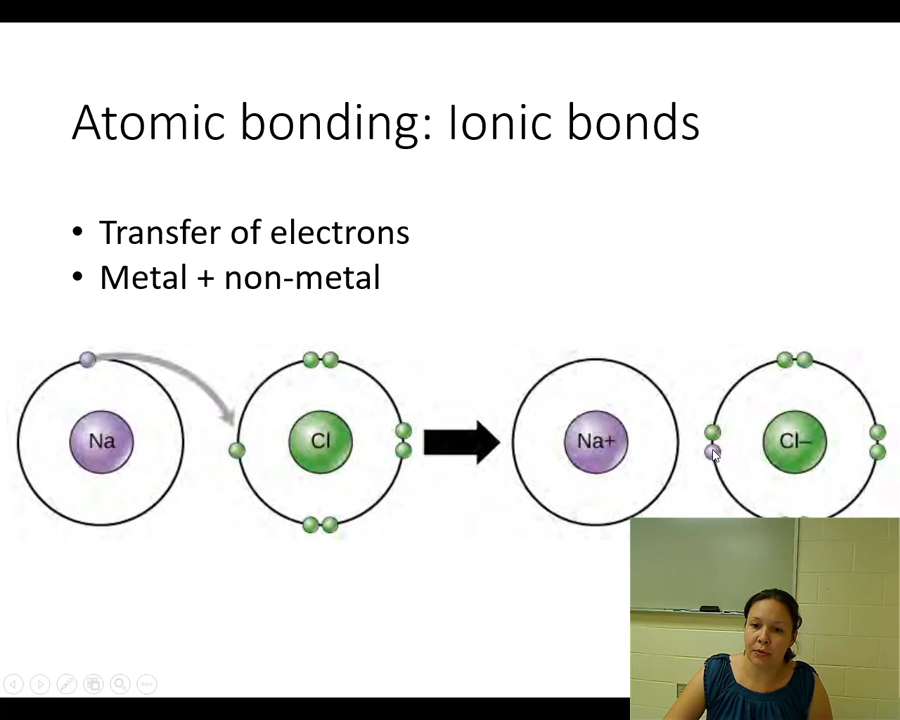 Atomic bonding: Ionic bonds
• Transfer of electrons
• Metal + non-metal
Na Cl Na+ Cl–